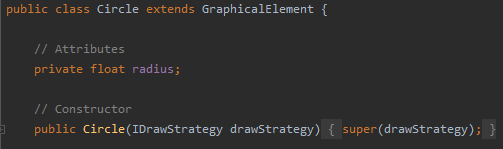 public class Circle extends GraphicalElement {
// Attributes
private float radius;
// Constructor
public Circle(IDrawStrategy drawStrategy) { super(drawStrategy); }